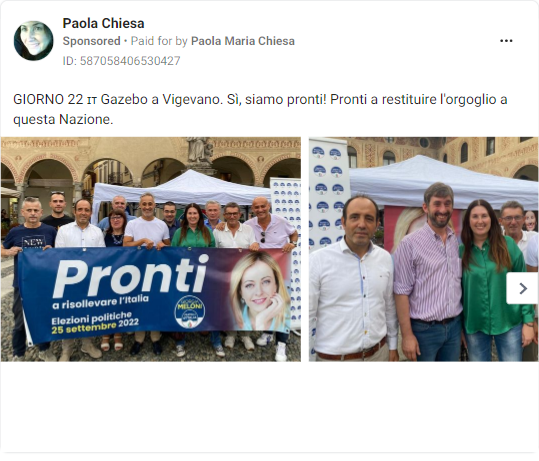 Paola Chiesa
Sponsored • Paid for by Paola Maria Chiesa
ID: 587058406530427
GIORNO 22 ɪᴛ Gazebo a Vigevano. Sì, siamo pronti! Pronti a restituire l'orgoglio a
questa Nazione.
NEW
Pronti
a risollevare l'Italia
Elezioni politiche
25 settembre 2022
MELONI